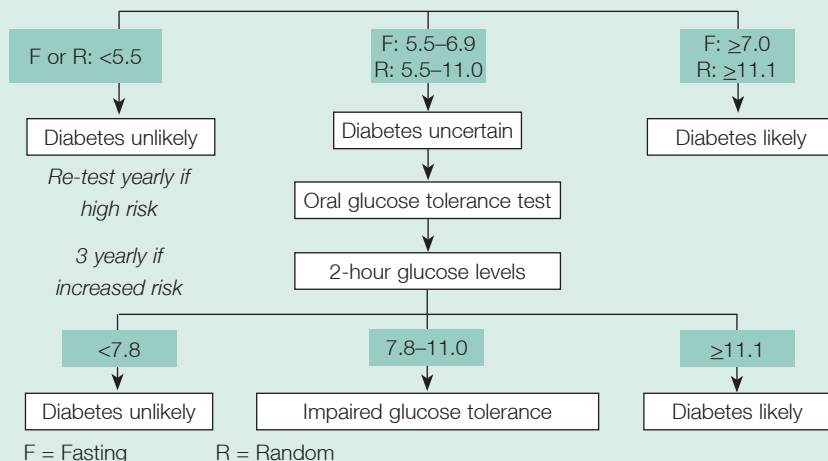 F or R: <5.5
F: 5.5–6.9
R: 5.5–11.0
F: ≥7.0
R: ≥11.1
Diabetes unlikely
Diabetes uncertain
Diabetes likely
Re-test yearly if
high risk
Oral glucose tolerance test
3 yearly if
increased risk
2-hour glucose levels
<7.8
7.8–11.0
≥11.1
Diabetes unlikely
Impaired glucose tolerance
Diabetes likely
F = Fasting
R = Random